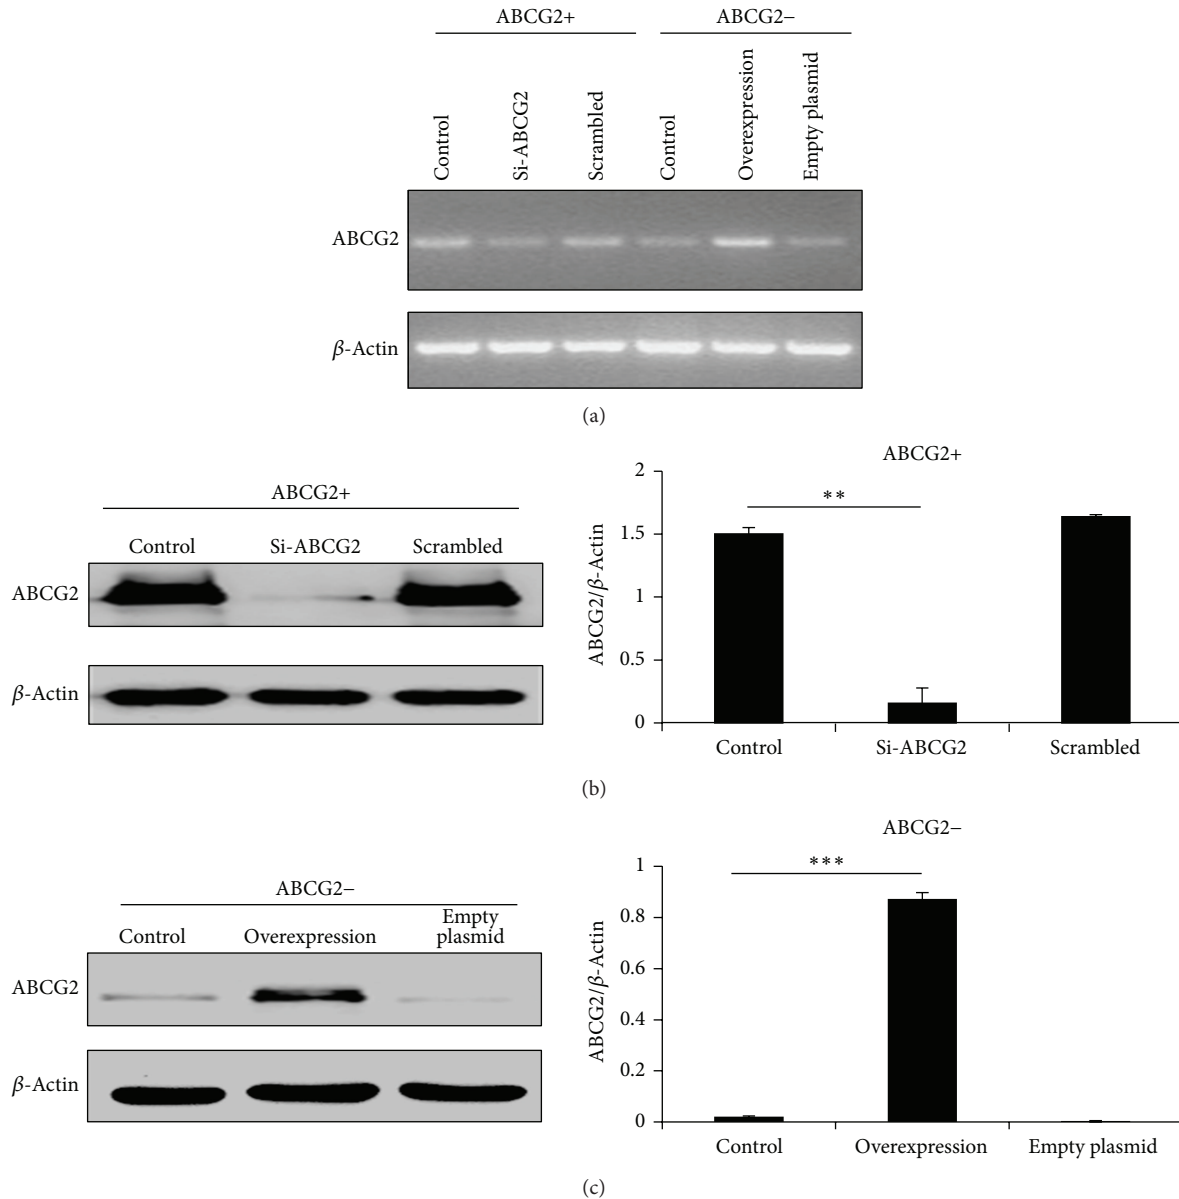 ABCG2+ ABCG2−
Control Si-ABCG2 Scrambled Control Overexpression Empty plasmid
ABCG2
β-Actin
(a)
ABCG2+
Control Si-ABCG2 Scrambled
ABCG2
β-Actin
ABCG2+
2
1.5
1
0.5
0
ABCG2/β-Actin
**
Control Si-ABCG2 Scrambled
(b)
ABCG2−
Control Overexpression Empty
plasmid
ABCG2
β-Actin
ABCG2−
1
0.8
0.6
0.4
0.2
0
ABCG2/β-Actin
***
Control Overexpression Empty plasmid
(c)